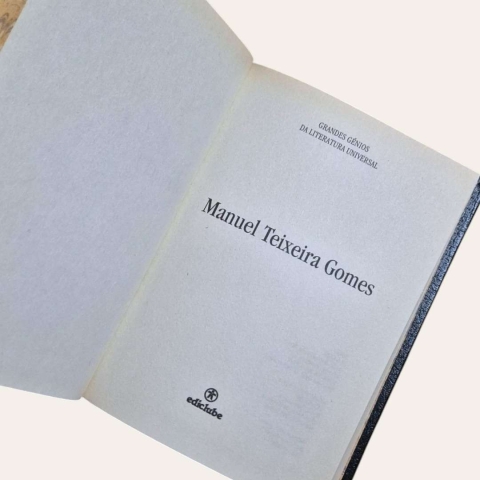 GRANDES GÉNIOS
DA LITERATURA UNIVERSAL
Manuel Teixeira Gomes
ediclube